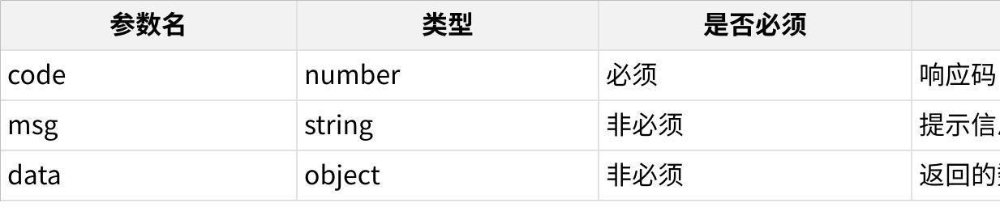 参数名 类型 是否必须
code number 必须 响应码
msg string 非必须 提示信
data object 非必须 返回的